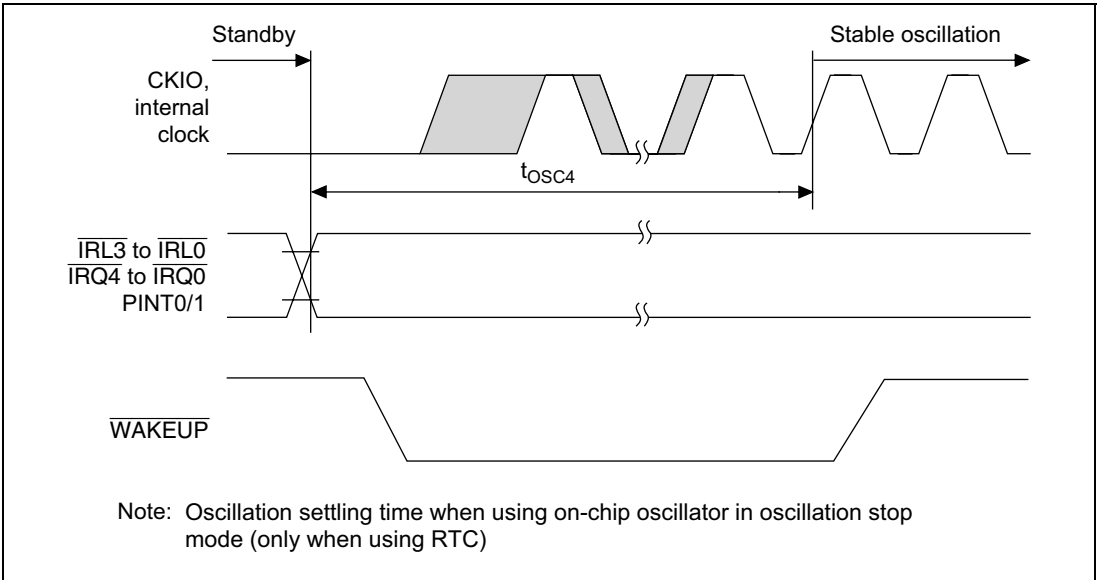 Standby
Stable oscillation
CKIO,
internal
clock
tOSC4
IRL3 to IRL0
IRQ4 to IRQ0
PINT0/1
WAKEUP
Note: Oscillation settling time when using on-chip oscillator in oscillation stop
mode (only when using RTC)